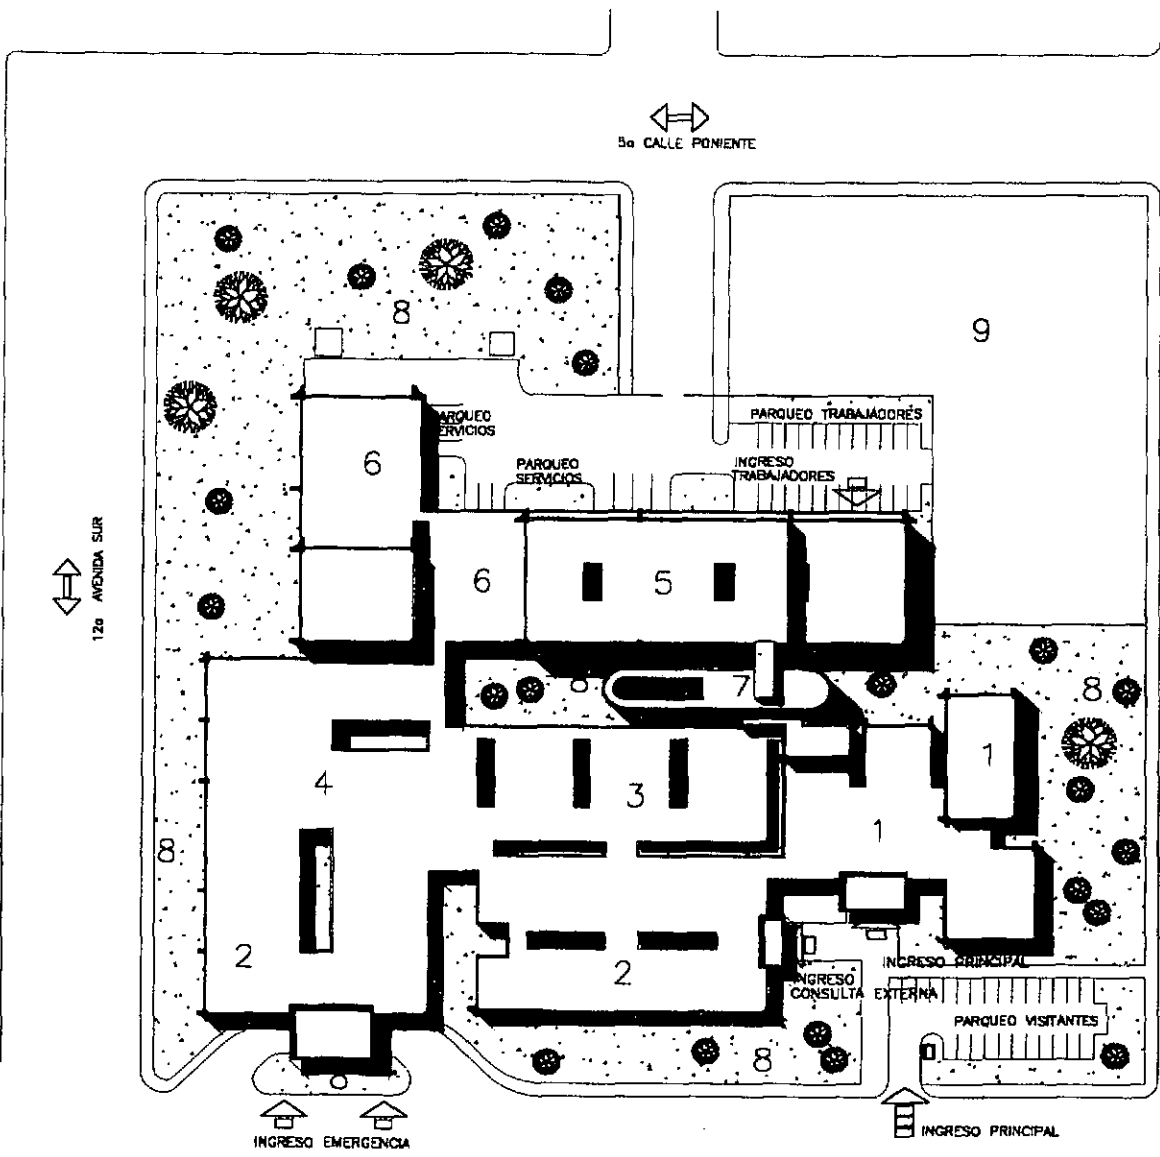 5a CALLE PONIENTE
8
9
PARQUEO TRABAJADORES
PARQUEO
SERVICIOS
6
PARQUEO
SERVICIOS
INGRESO
TRABAJADORES
12a AVENIDA SUR
6
5
8
7
8
1
4
3
1
8
2
2
INGRESO PRINCIPAL
INGRESO
CONSULTA EXTERNA
PARQUEO VISITANTES
8
8
INGRESO EMERGENCIA
INGRESO PRINCIPAL